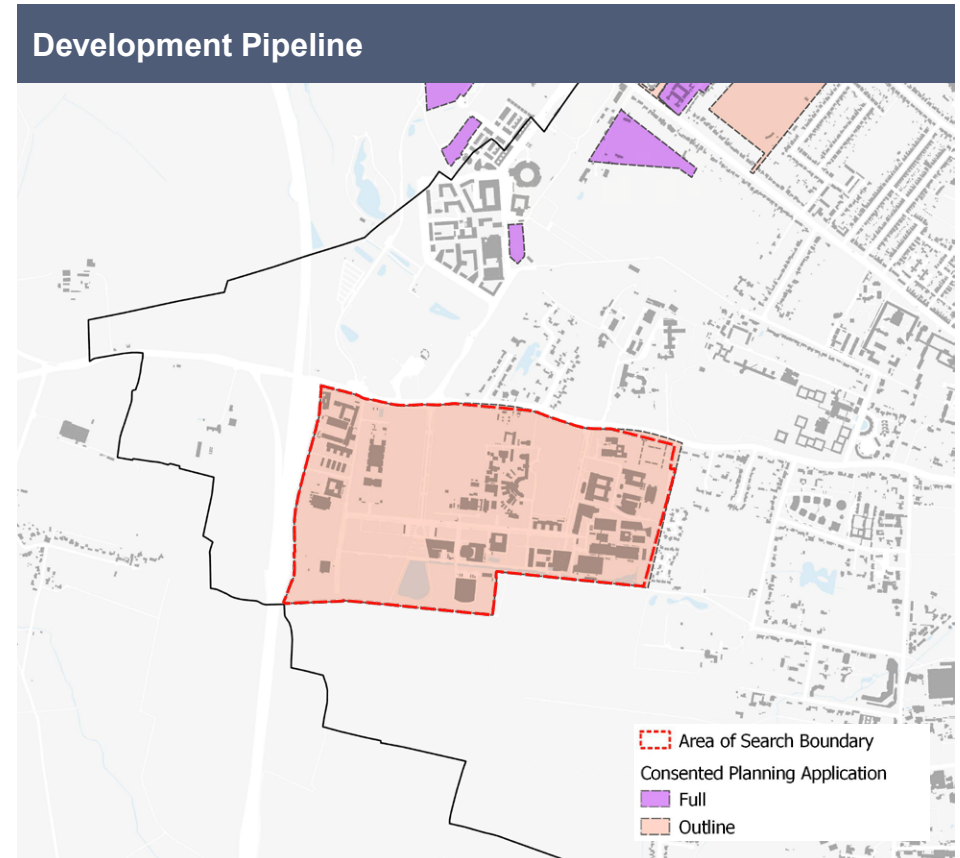 Development Pipeline
Area of Search Boundary
Consented Planning Application
Full
Outline